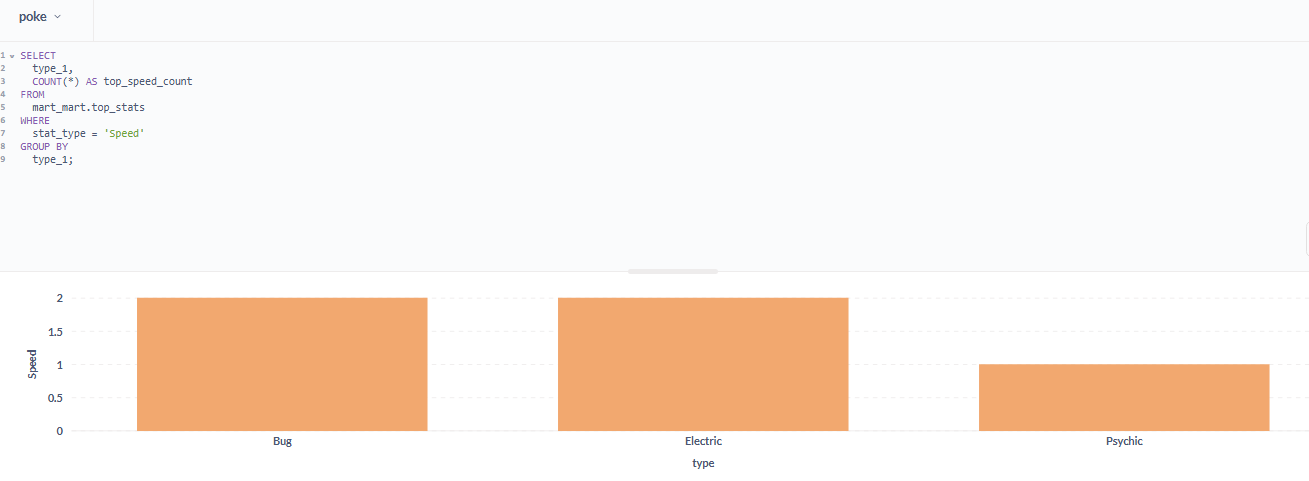 poke
1 SELECT
2 type_1,
3 COUNT(*) AS top_speed_count
4 FROM
5 mart_mart.top_stats
6 WHERE
7 stat_type = 'Speed'
8 GROUP BY
9 type_1;
2
1.5
1
0.5
0
Speed
Bug Electric Psychic
type